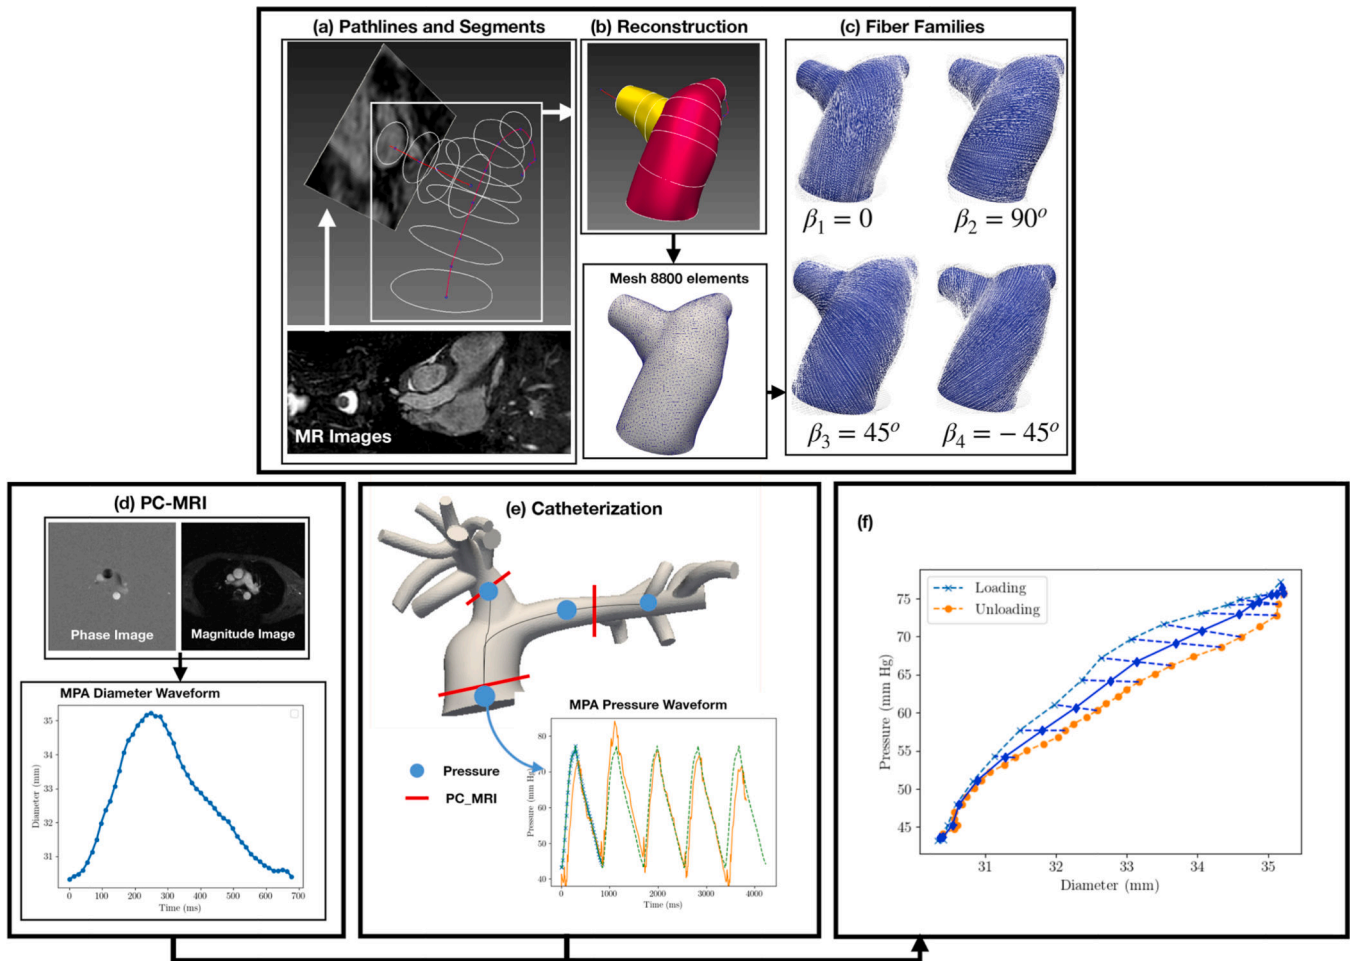 (a) Pathlines and Segments
(b) Reconstruction
(c) Fiber Families
β₁ = 0
β₂ = 90ᵒ
Mesh 8800 elements
MR Images
β₃ = 45ᵒ
β₄ = − 45ᵒ
(d) PC-MRI
Phase Image
Magnitude Image
MPA Diameter Waveform
35
34
33
32
31
Diameter (mm)
0 100 200 300 400 500 600 700
Time (ms)
(e) Catheterization
Pressure
PC_MRI
MPA Pressure Waveform
80
70
60
50
40
Pressure (mm Hg)
0 1000 2000 3000 4000
Time (ms)
(f)
Loading
Unloading
75
70
65
60
55
50
45
Pressure (mm Hg)
31 32 33 34 35
Diameter (mm)